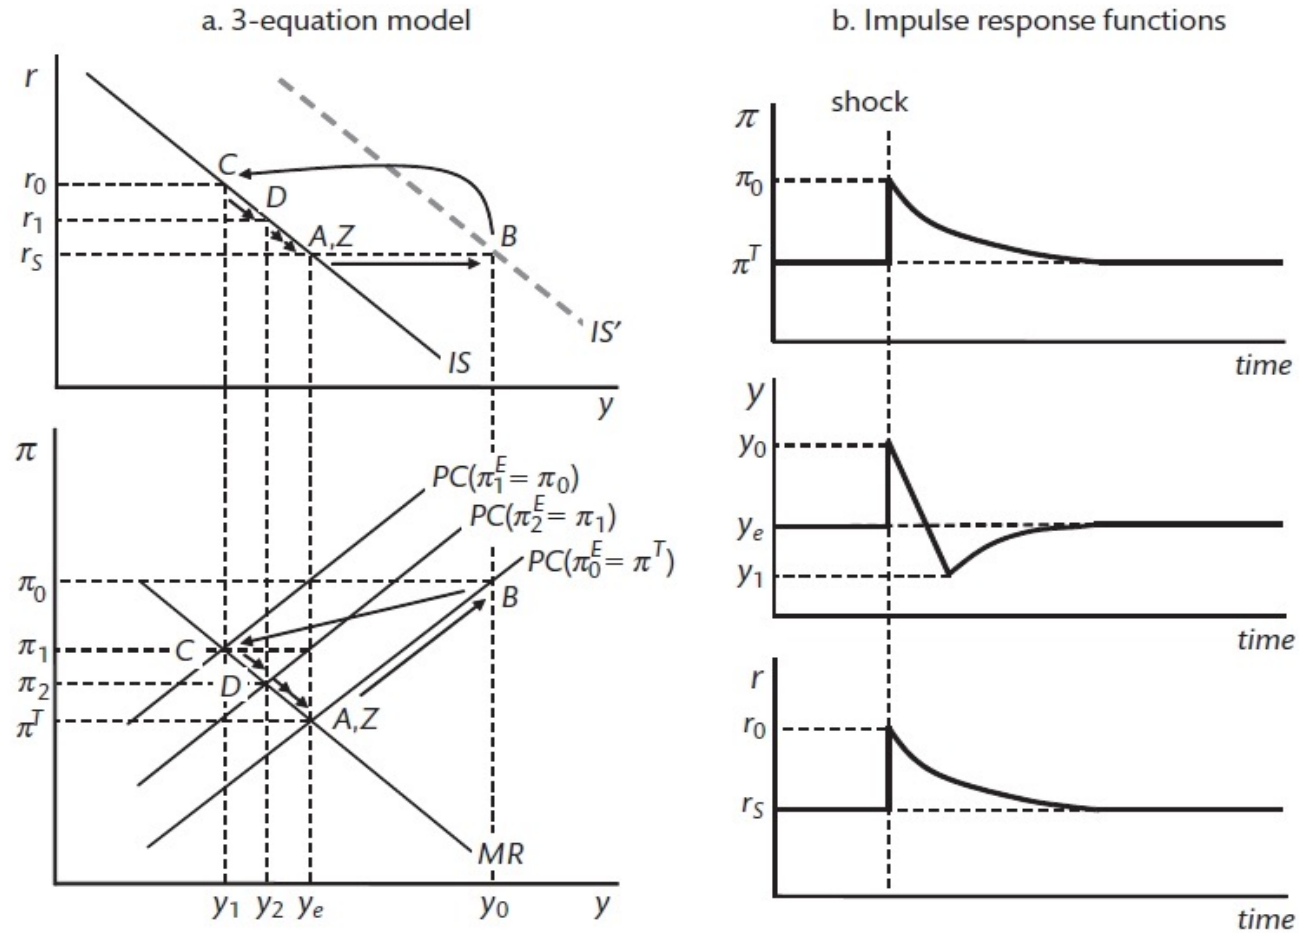 a. 3-equation model
r
C
r₀
D
r₁
A,Z
B
rₛ
IS′
IS
y
π
PC(π₁ᴱ = π₀)
PC(π₂ᴱ = π₁)
PC(π₀ᴱ = πᵀ)
π₀
B
π₁
C
π₂
D
πᵀ
A,Z
MR
y₁ y₂ yₑ y₀ y
b. Impulse response functions
shock
π
π₀
πᵀ
time
y
y₀
yₑ
y₁
time
r
r₀
rₛ
time